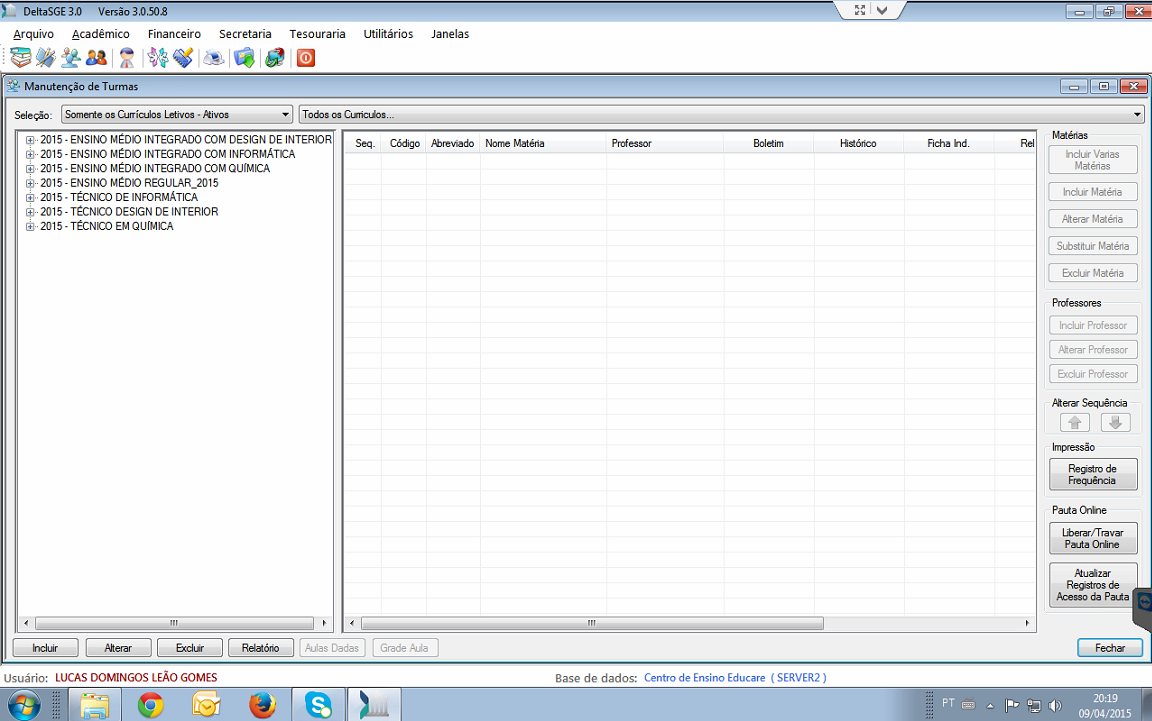 DeltaSGE 3.0 Versão 3.0.50.8
Arquivo Acadêmico Financeiro Secretaria Tesouraria Utilitários Janelas
Manutenção de Turmas
Seleção: Somente os Currículos Letivos - Ativos Todos os Curriculos...
2015 - ENSINO MÉDIO INTEGRADO COM DESIGN DE INTERIOR
2015 - ENSINO MÉDIO INTEGRADO COM INFORMÁTICA
2015 - ENSINO MÉDIO INTEGRADO COM QUÍMICA
2015 - ENSINO MÉDIO REGULAR_2015
2015 - TÉCNICO DE INFORMÁTICA
2015 - TÉCNICO DESIGN DE INTERIOR
2015 - TÉCNICO EM QUÍMICA
Seq. Código Abreviado Nome Matéria Professor Boletim Histórico Ficha Ind. Rel
Matérias
Incluir Varias
Matérias
Incluir Matéria
Alterar Matéria
Substituir Matéria
Excluir Matéria
Professores
Incluir Professor
Alterar Professor
Excluir Professor
Alterar Sequência
Impressão
Registro de
Frequência
Pauta Online
Liberar/Travar
Pauta Online
Atualizar
Registros de
Acesso da Pauta
Incluir Alterar Excluir Relatório Aulas Dadas Grade Aula Fechar
Usuário: LUCAS DOMINGOS LEÃO GOMES Base de dados: Centro de Ensino Educare ( SERVER2 )
PT 20:19
09/04/2015